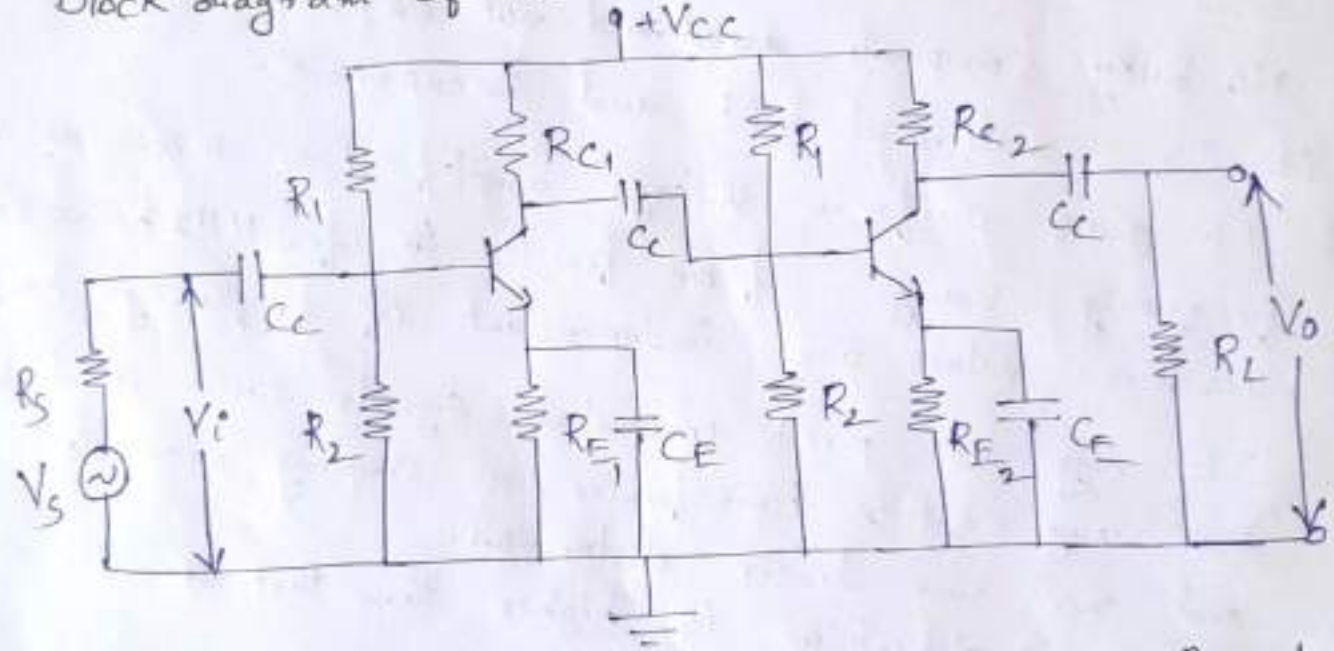 Block diagram of
+VCC
R1
RC1
CC
R1
RC2
CC
CC
RS
VS
Vi
R2
RE1
CE
R2
RE2
CE
RL
Vo